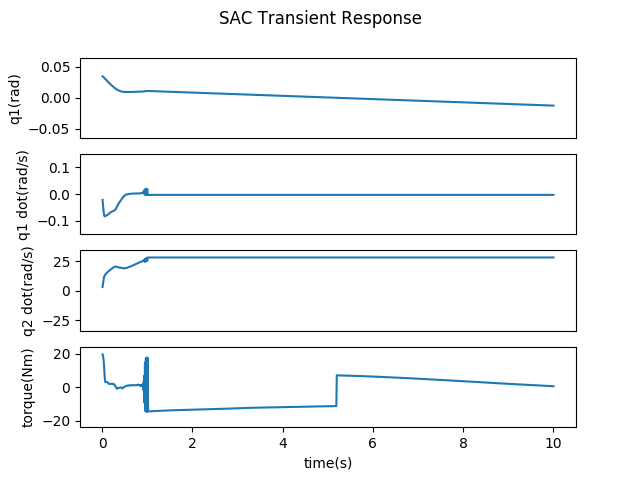 SAC Transient Response
q1(rad)
0.05
0.00
−0.05
q1 dot(rad/s)
0.1
0.0
−0.1
q2 dot(rad/s)
25
0
−25
torque(Nm)
20
0
−20
0 2 4 6 8 10
time(s)